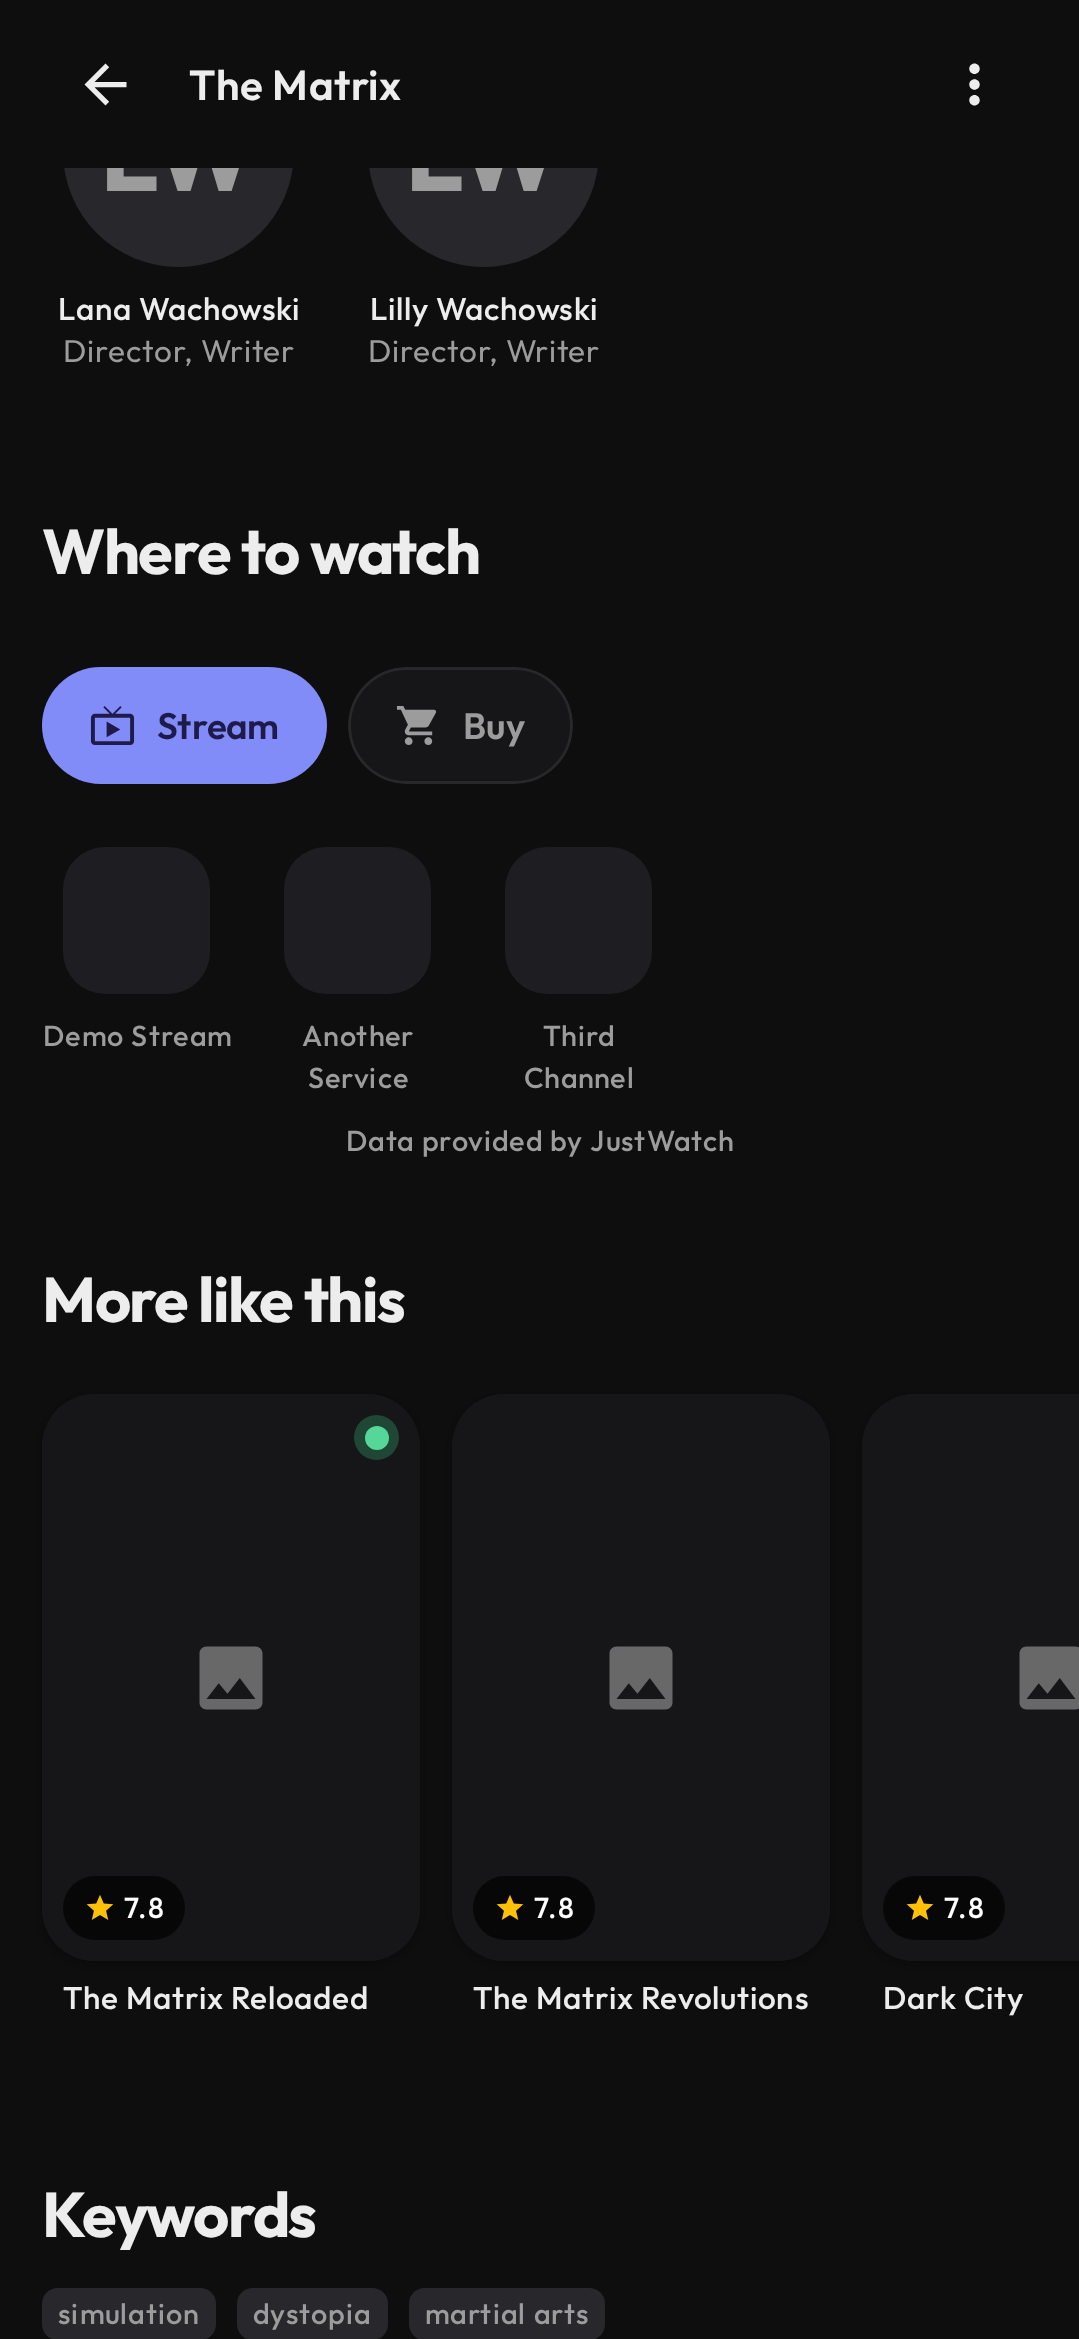 The Matrix
LW LW
Lana Wachowski Lilly Wachowski
Director, Writer Director, Writer
Where to watch
Stream Buy
Demo Stream Another Third
Service Channel
Data provided by JustWatch
More like this
7.8 7.8 7.8
The Matrix Reloaded The Matrix Revolutions Dark City
Keywords
simulation dystopia martial arts